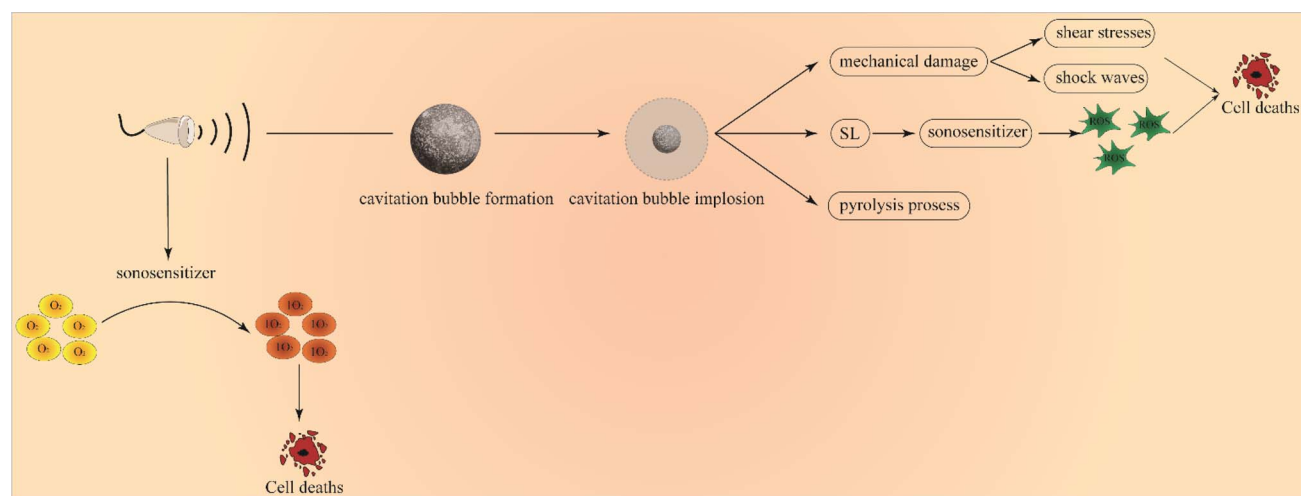 shear stresses
mechanical damage
shock waves
Cell deaths
SL
sonosensitizer
ROS
ROS
ROS
cavitation bubble formation
cavitation bubble implosion
pyrolysis prosess
sonosensitizer
O₂
O₂
O₂
O₂
O₂
1O₂
1O₂
1O₂
1O₂
1O₂
Cell deaths